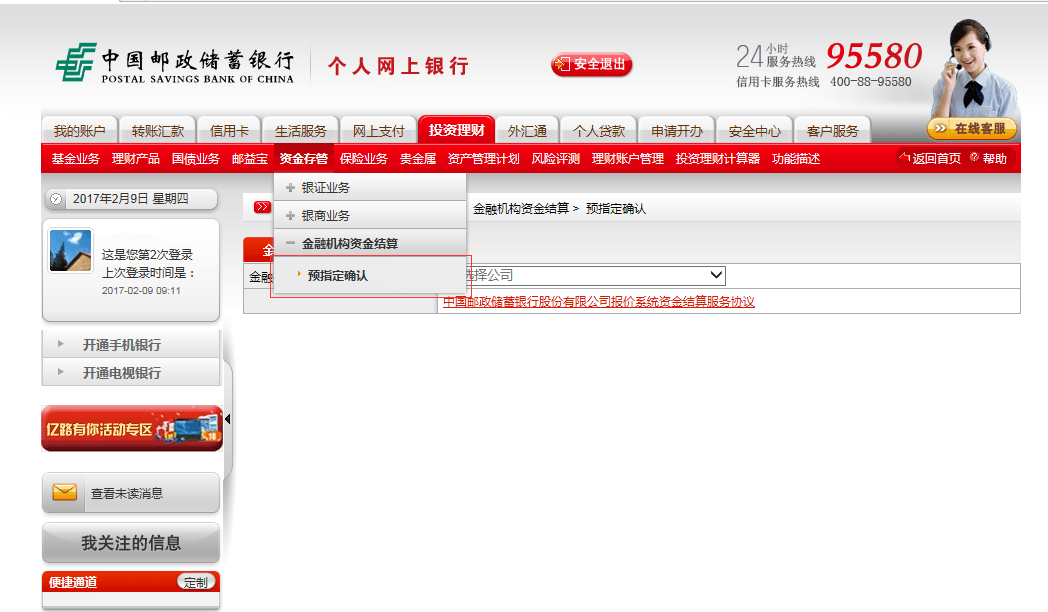 中国邮政储蓄银行
POSTAL SAVINGS BANK OF CHINA
个人网上银行
安全退出
24小时服务热线 95580
信用卡服务热线 400-88-95580
在线客服
我的账户 转账汇款 信用卡 生活服务 网上支付 投资理财 外汇通 个人贷款 申请开办 安全中心 客户服务
基金业务 理财产品 国债业务 邮益宝 资金存管 保险业务 贵金属 资产管理计划 风险评测 理财账户管理 投资理财计算器 功能描述 返回首页 帮助
2017年2月9日 星期四
银证业务
银商业务
金融机构资金结算
预指定确认
金融机构资金结算 > 预指定确认
金
金融
选择公司
中国邮政储蓄银行股份有限公司报价系统资金结算服务协议
这是您第2次登录
上次登录时间是：
2017-02-09 09:11
开通手机银行
开通电视银行
亿路有你活动专区
查看未读消息
我关注的信息
便捷通道 定制